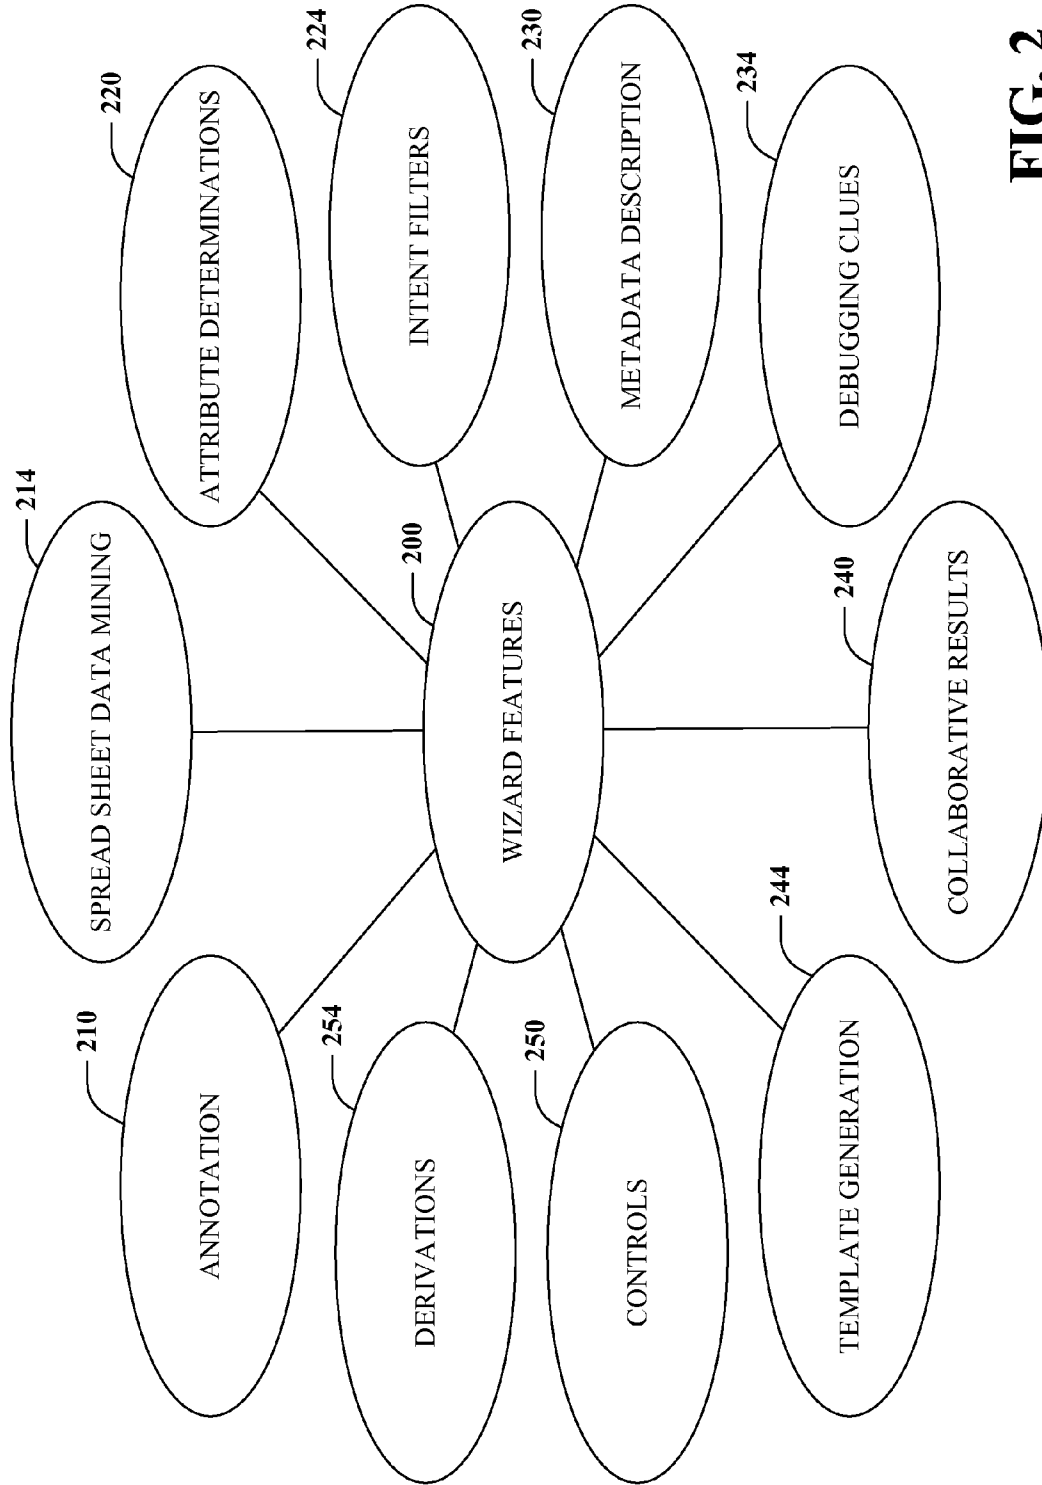 214
SPREAD SHEET DATA MINING
210
ANNOTATION
220
ATTRIBUTE DETERMINATIONS
254
DERIVATIONS
224
INTENT FILTERS
200
WIZARD FEATURES
250
CONTROLS
230
METADATA DESCRIPTION
244
TEMPLATE GENERATION
234
DEBUGGING CLUES
240
COLLABORATIVE RESULTS
FIG. 2